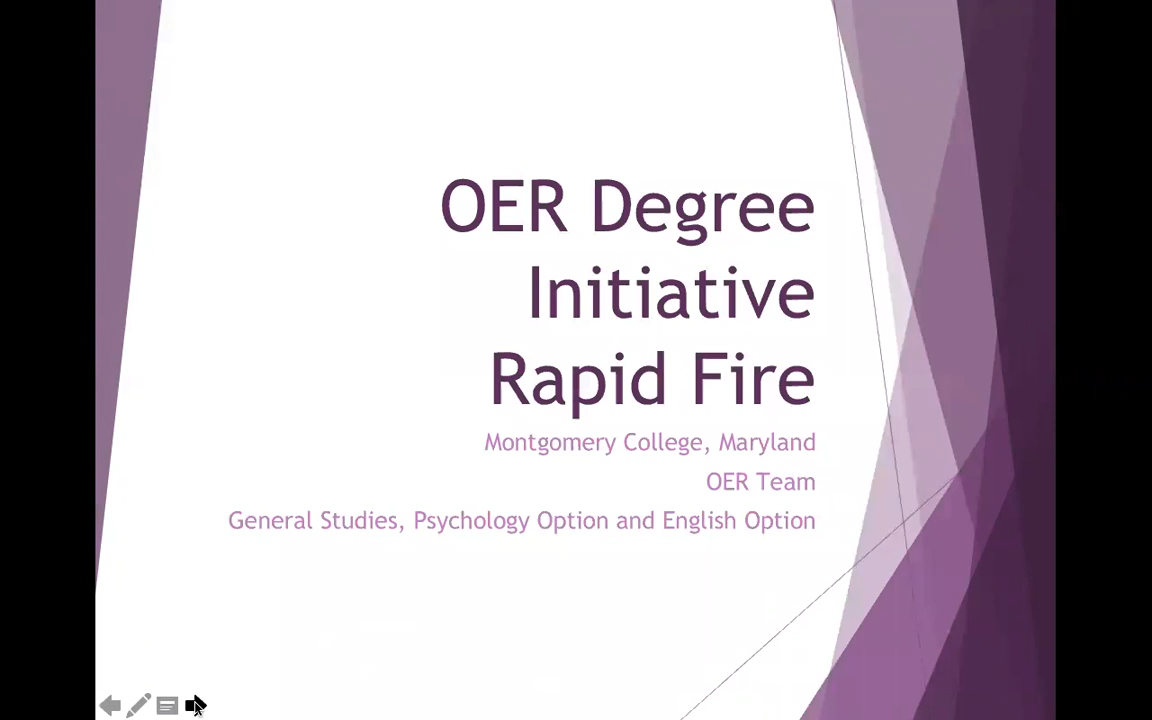 OER Degree
Initiative
Rapid Fire
Montgomery College, Maryland
OER Team
General Studies, Psychology Option and English Option